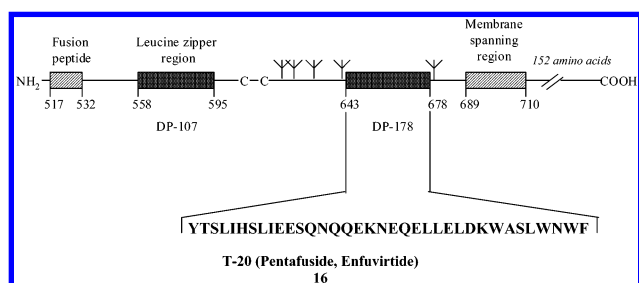 Fusion peptide
Leucine zipper region
Membrane spanning region
152 amino acids
NH2
C
C
COOH
517
532
558
595
643
678
689
710
DP-107
DP-178
YTSLIHSLIEESQNQQEKNEQELLELDKWASLWNWF
T-20 (Pentafuside, Enfuvirtide)
16